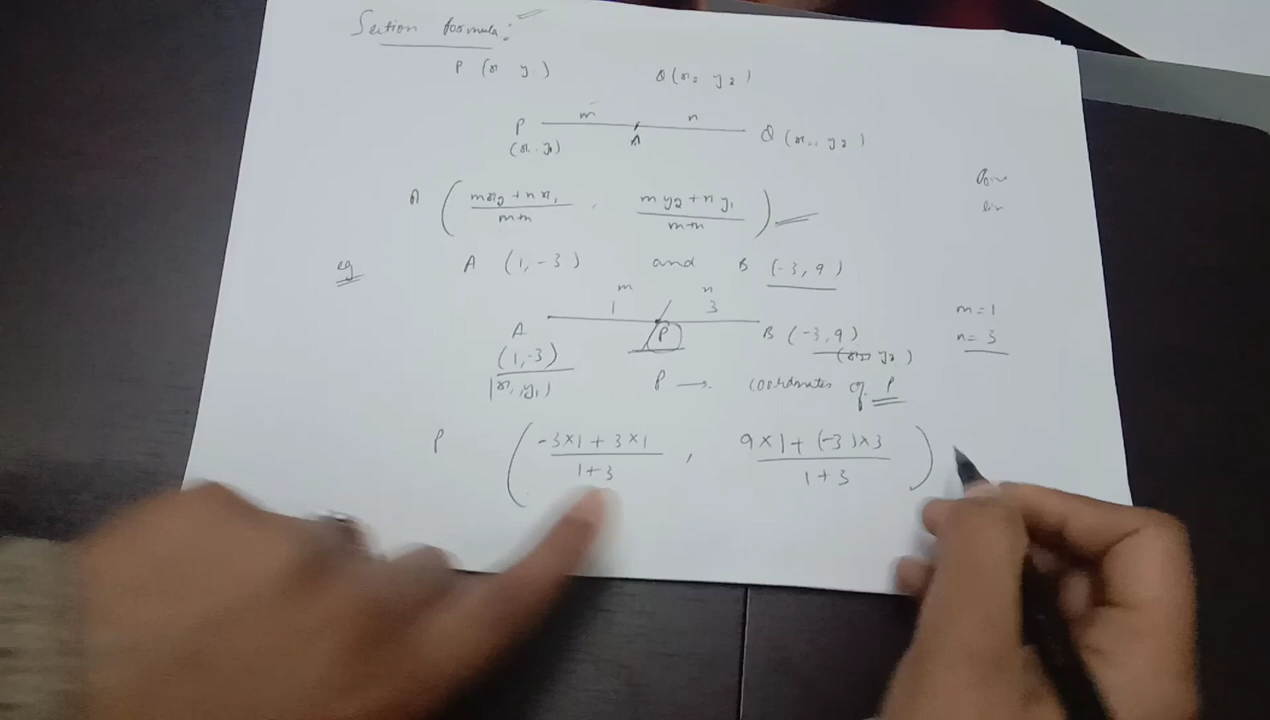 Section formula:
P (x y₁) Q (x₂ y₂)
m n
P A Q (x₂, y₂)
(x₁ y₁)
A ( mx₂ + nx₁ / m+n , my₂ + ny₁ / m+n )
eg A (1, -3) and B (-3, 9)
m n
1 3 m = 1
A P B (-3, 9) n = 3
(1, -3) (x₂, y₂)
(x₁, y₁) P → coordinates of P
P ( -3×1 + 3×1 / 1+3 , 9×1 + (-3)×3 / 1+3 )